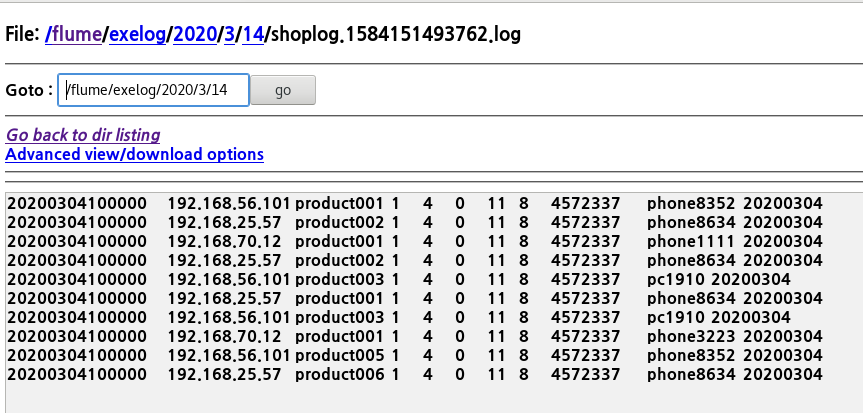 File: /flume/exelog/2020/3/14/shoplog.1584151493762.log
Goto : /flume/exelog/2020/3/14 go
Go back to dir listing
Advanced view/download options
20200304100000 192.168.56.101 product001 1 4 0 11 8 4572337 phone8352 20200304
20200304100000 192.168.25.57 product002 1 4 0 11 8 4572337 phone8634 20200304
20200304100000 192.168.70.12 product001 1 4 0 11 8 4572337 phone1111 20200304
20200304100000 192.168.25.57 product002 1 4 0 11 8 4572337 phone8634 20200304
20200304100000 192.168.56.101 product003 1 4 0 11 8 4572337 pc1910 20200304
20200304100000 192.168.25.57 product001 1 4 0 11 8 4572337 phone8634 20200304
20200304100000 192.168.56.101 product003 1 4 0 11 8 4572337 pc1910 20200304
20200304100000 192.168.70.12 product001 1 4 0 11 8 4572337 phone3223 20200304
20200304100000 192.168.56.101 product005 1 4 0 11 8 4572337 phone8352 20200304
20200304100000 192.168.25.57 product006 1 4 0 11 8 4572337 phone8634 20200304